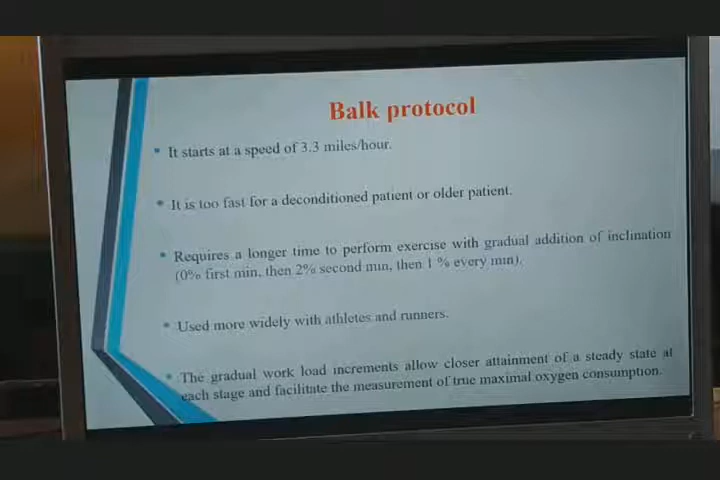 Balk protocol
It starts at a speed of 3.3 miles/hour.
It is too fast for a deconditioned patient or older patient.
Requires a longer time to perform exercise with gradual addition of inclination
(0% first min, then 2% second min, then 1 % every min).
Used more widely with athletes and runners.
The gradual work load increments allow closer attainment of a steady state at
each stage and facilitate the measurement of true maximal oxygen consumption.